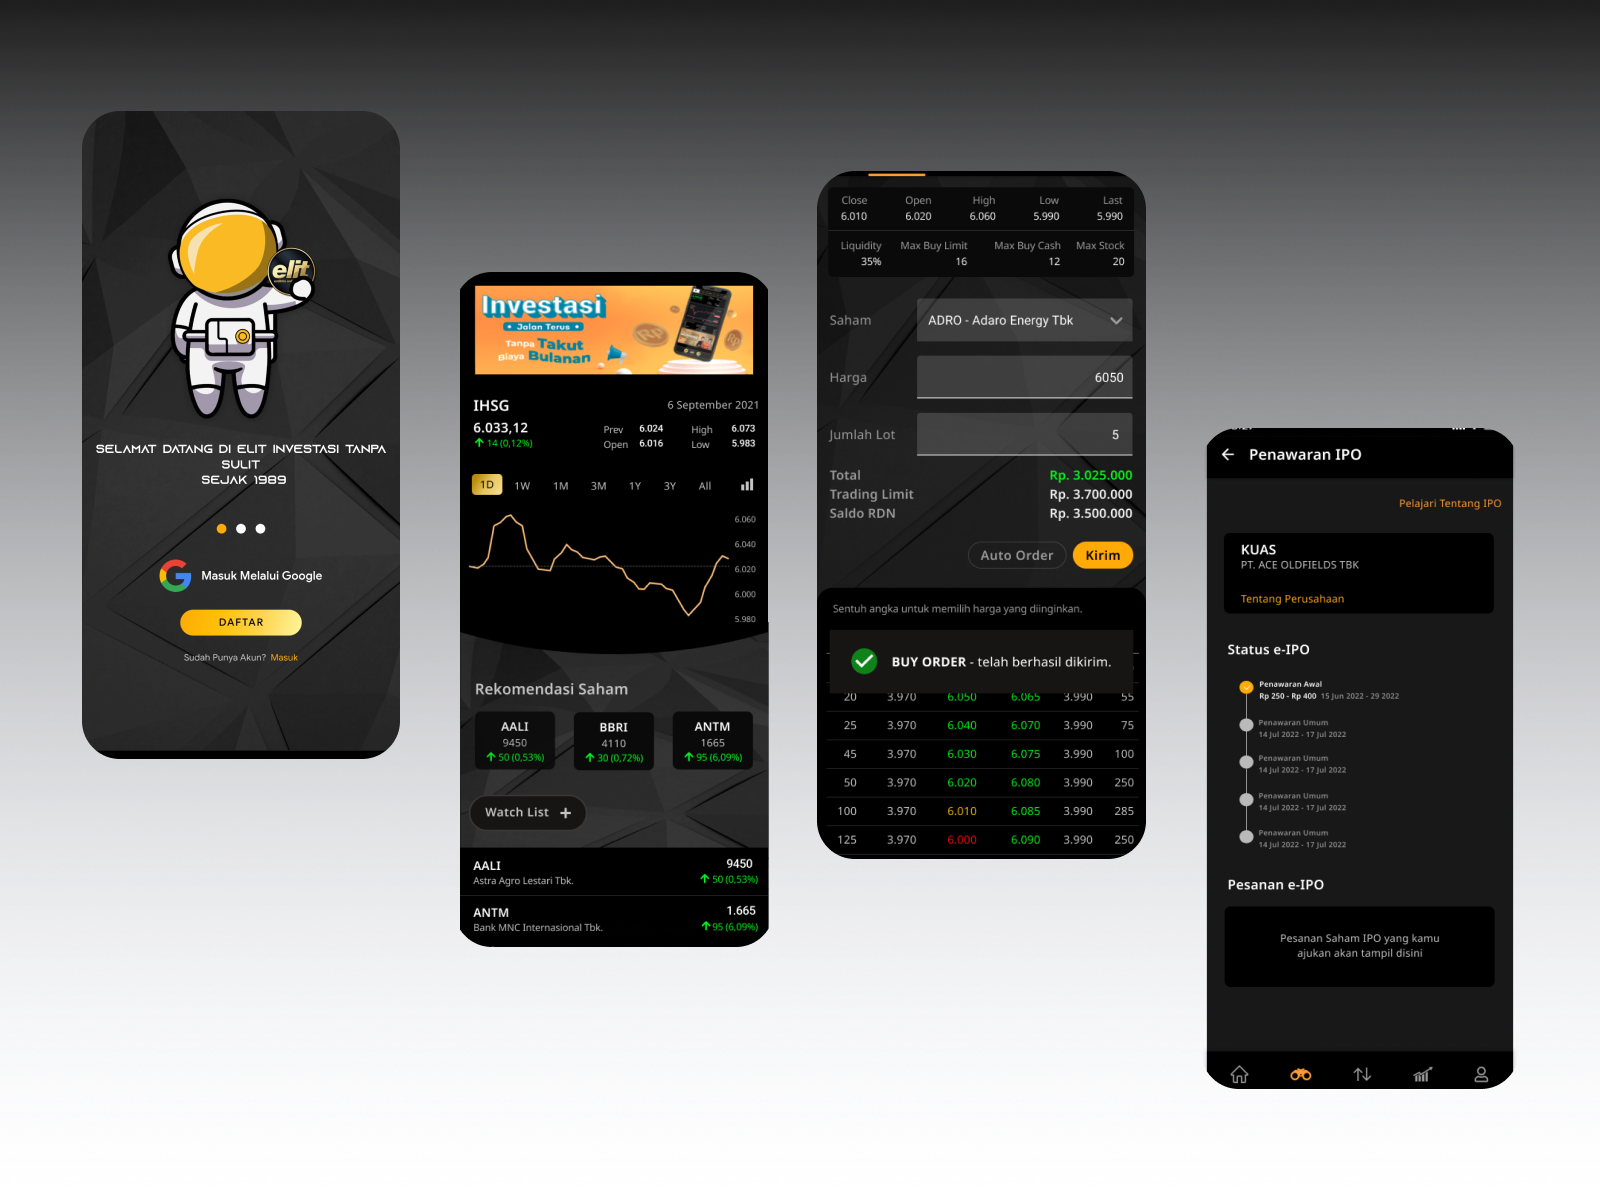 elit
SELAMAT DATANG DI ELIT INVESTASI TANPA
SULIT
SEJAK 1989
Masuk Melalui Google
DAFTAR
Sudah Punya Akun? Masuk
Investasi
• Jalan Terus •
Tanpa Takut
Biaya Bulanan
IHSG
6 September 2021
6.033,12
14 (0,12%)
Prev 6.024 High 6.073
Open 6.016 Low 5.983
1D 1W 1M 3M 1Y 3Y All
6.060
6.040
6.020
6.000
5.980
Rekomendasi Saham
AALI BBRI ANTM
9450 4110 1665
50 (0,53%) 30 (0,72%) 95 (6,09%)
Watch List +
AALI 9450
Astra Agro Lestari Tbk. 50 (0,53%)
ANTM 1.665
Bank MNC Internasional Tbk. 95 (6,09%)
Close Open High Low Last
6.010 6.020 6.060 5.990 5.990
Liquidity Max Buy Limit Max Buy Cash Max Stock
35% 16 12 20
Saham ADRO - Adaro Energy Tbk
Harga 6050
Jumlah Lot 5
Total Rp. 3.025.000
Trading Limit Rp. 3.700.000
Saldo RDN Rp. 3.500.000
Auto Order Kirim
Sentuh angka untuk memilih harga yang diinginkan.
BUY ORDER - telah berhasil dikirim.
20 3.970 6.050 6.065 3.990 55
25 3.970 6.040 6.070 3.990 75
45 3.970 6.030 6.075 3.990 100
50 3.970 6.020 6.080 3.990 250
100 3.970 6.010 6.085 3.990 285
125 3.970 6.000 6.090 3.990 250
Penawaran IPO
Pelajari Tentang IPO
KUAS
PT. ACE OLDFIELDS TBK
Tentang Perusahaan
Status e-IPO
Penawaran Awal
Rp 250 - Rp 400 15 Jun 2022 - 29 2022
Penawaran Umum
14 Jul 2022 - 17 Jul 2022
Penawaran Umum
14 Jul 2022 - 17 Jul 2022
Penawaran Umum
14 Jul 2022 - 17 Jul 2022
Penawaran Umum
14 Jul 2022 - 17 Jul 2022
Pesanan e-IPO
Pesanan Saham IPO yang kamu
ajukan akan tampil disini